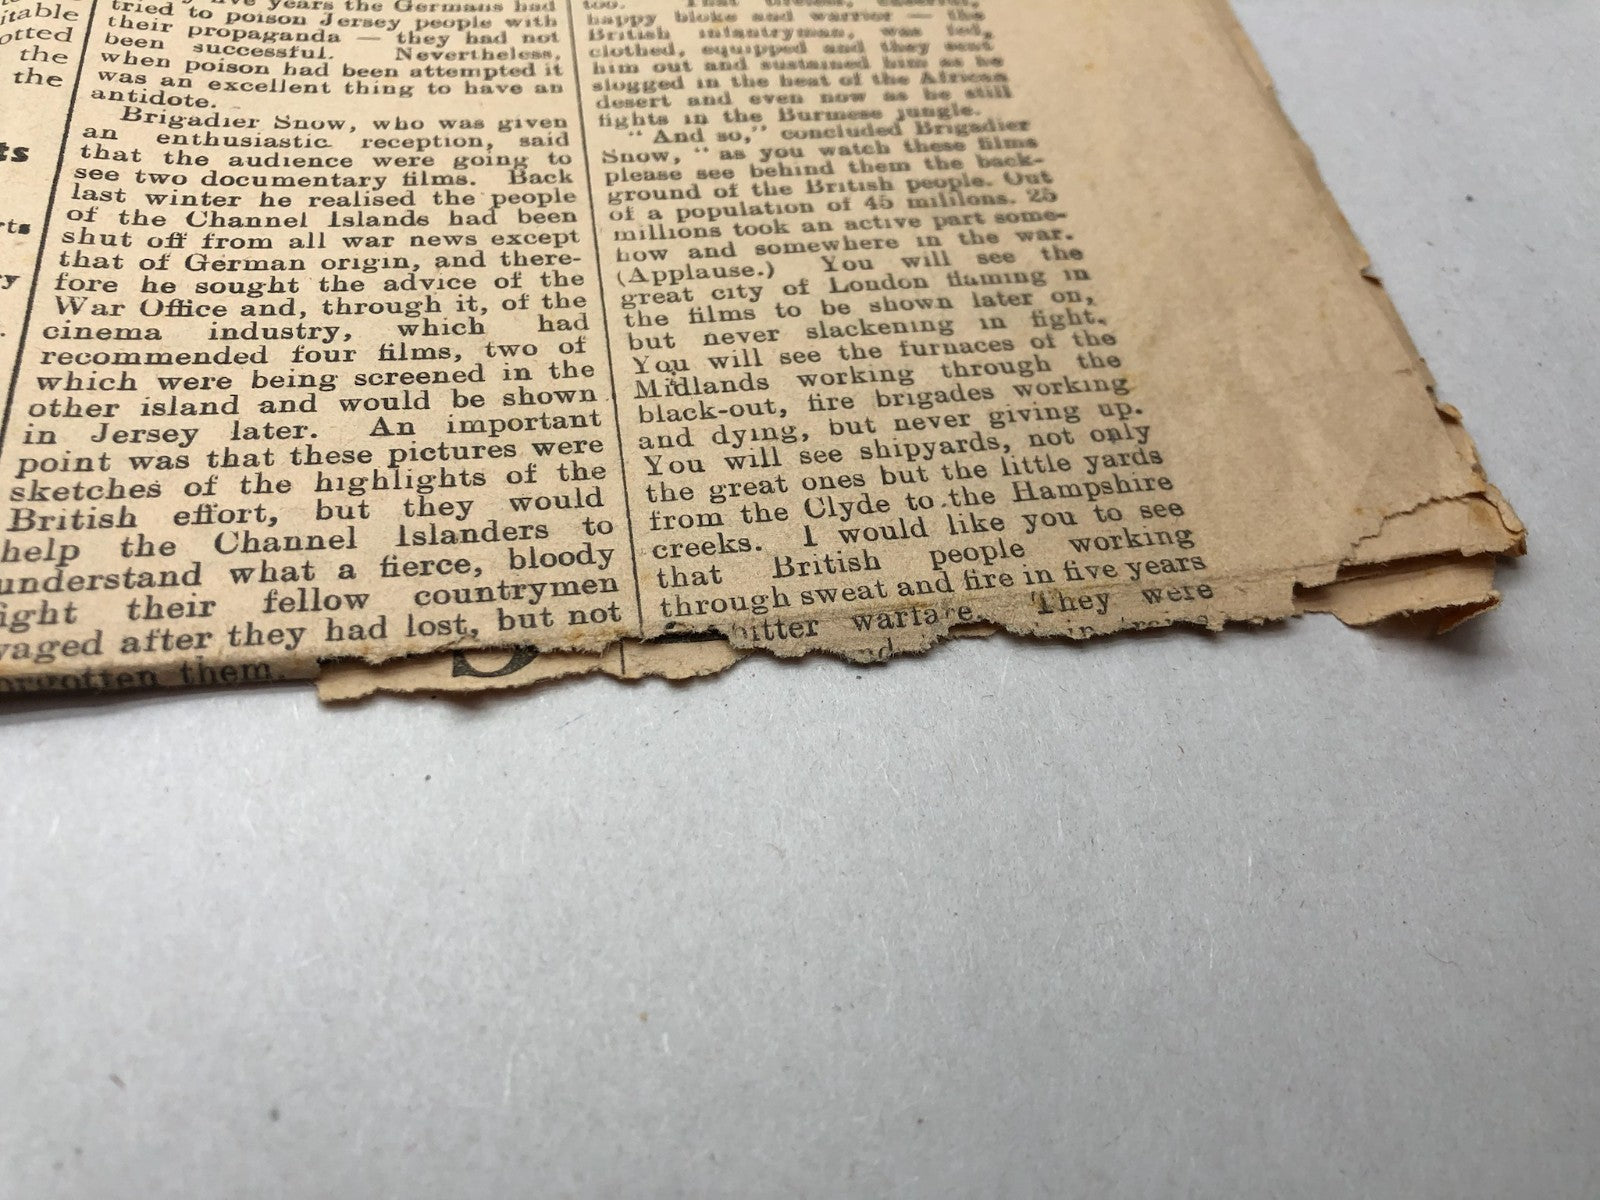 itable
otted
the
the
ts
rts
y
five years the Germans had
tried to poison Jersey people with
their propaganda — they had not
been successful. Nevertheless,
when poison had been attempted it
was an excellent thing to have an
antidote.
Brigadier Snow, who was given
an enthusiastic reception, said
that the audience were going to
see two documentary films. Back
last winter he realised the people
of the Channel Islands had been
shut off from all war news except
that of German origin, and there-
fore he sought the advice of the
War Office and, through it, of the
cinema industry, which had
recommended four films, two of
which were being screened in the
other island and would be shown
in Jersey later. An important
point was that these pictures were
sketches of the highlights of the
British effort, but they would
help the Channel Islanders to
understand what a fierce, bloody
ight their fellow countrymen
vaged after they had lost, but not
orgotten them.
too. That tireless, cheerful,
happy bloke and warrior — the
British infantryman, was fed,
clothed, equipped and they sent
him out and sustained him as he
slogged in the heat of the African
desert and even now as he still
fights in the Burmese jungle.
"And so," concluded Brigadier
Snow, "as you watch these films
please see behind them the back-
ground of the British people. Out
of a population of 45 millions. 25
millions took an active part some-
how and somewhere in the war.
(Applause.) You will see the
great city of London flaming in
the films to be shown later on,
but never slackening in fight.
You will see the furnaces of the
Midlands working through the
black-out, fire brigades working
and dying, but never giving up.
You will see shipyards, not only
the great ones but the little yards
from the Clyde to the Hampshire
creeks. I would like you to see
that British people working
through sweat and fire in five years
bitter warfare. They were